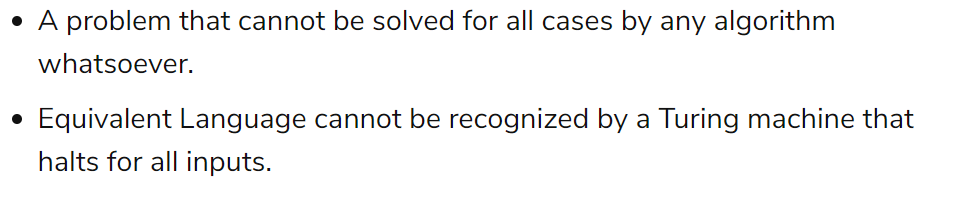 • A problem that cannot be solved for all cases by any algorithm
whatsoever.
• Equivalent Language cannot be recognized by a Turing machine that
halts for all inputs.